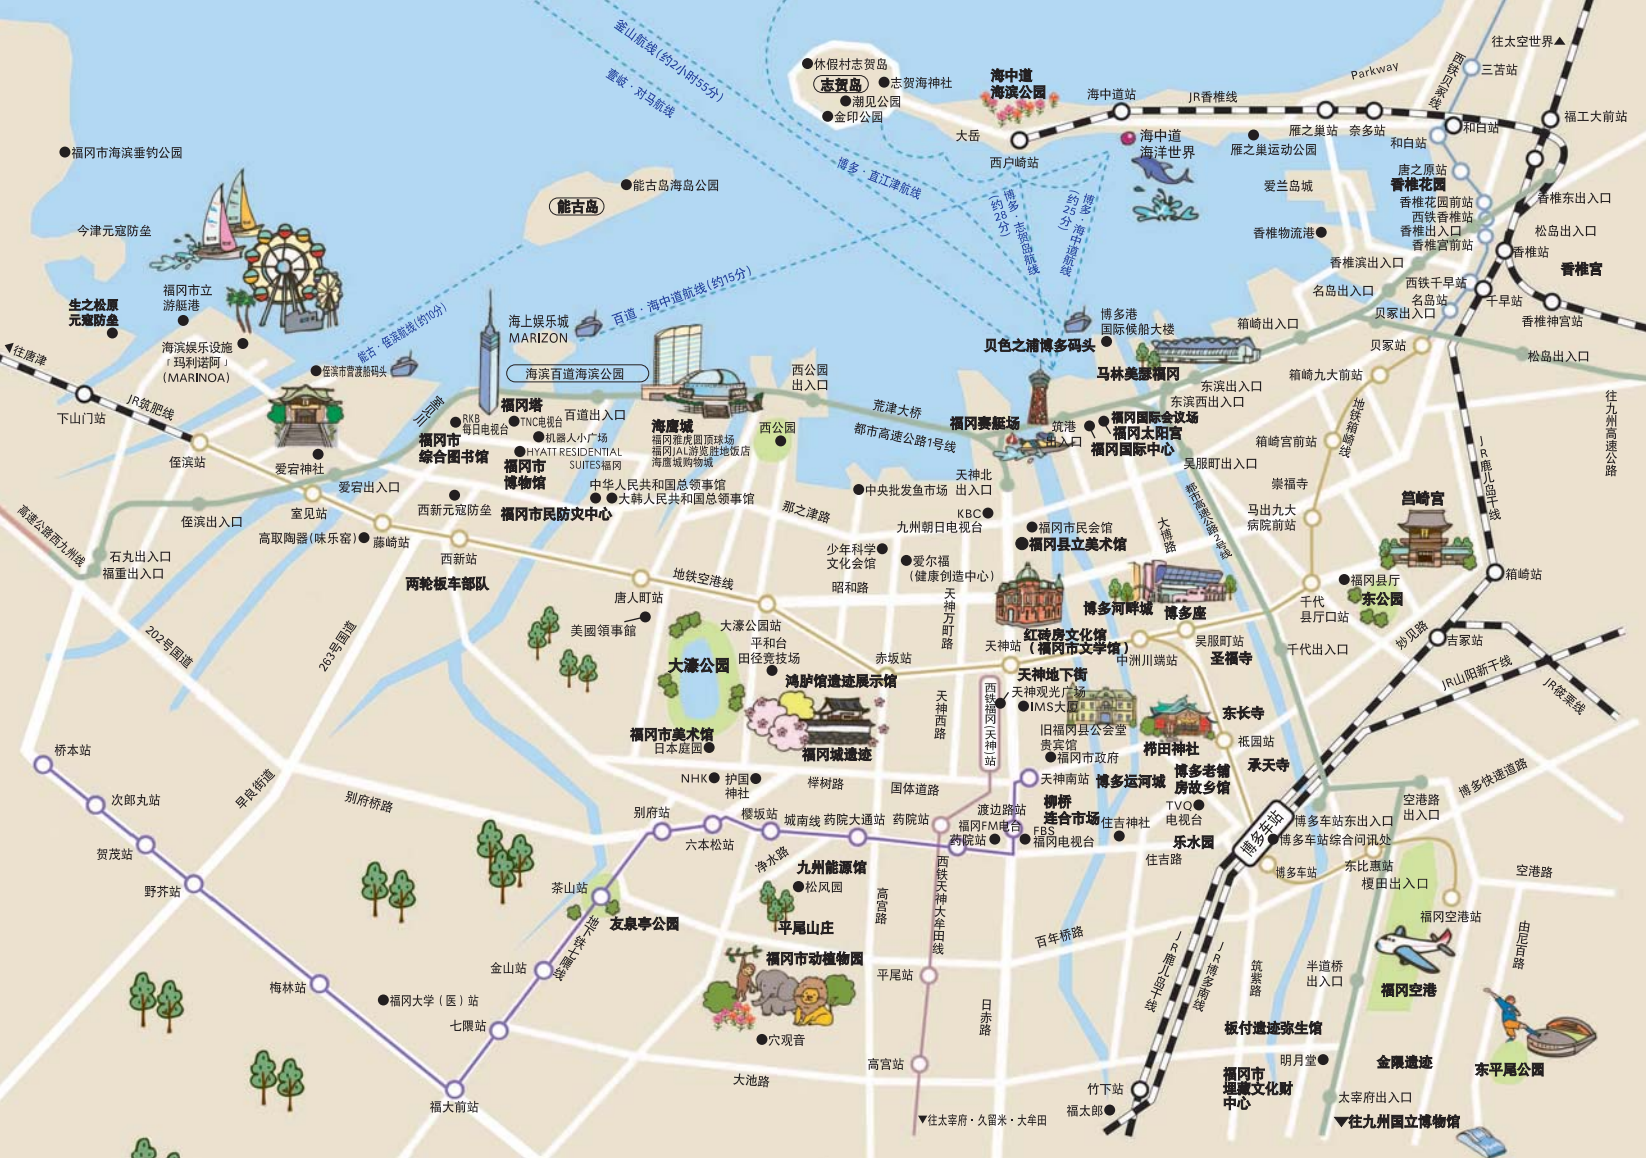 釜山航线(约2小时55分)
壹岐·对马航线
博多·直江津航线
博多·志贺岛航线
(约28分)
博多·海中道航线
(约25分)
能古·侄滨航线(约10分)
百道·海中道航线(约15分)
休假村志贺岛
志贺岛
志贺海神社
潮见公园
金印公园
海中道
海滨公园
大岳
西户崎站
海中道站
JR香椎线
Parkway
海中道
海洋世界
雁之巢站
奈多站
雁之巢运动公园
西铁贝冢线
往太空世界▲
三苫站
和白站
和白站
福工大前站
唐之原站
香椎花园
香椎花园前站
西铁香椎站
香椎出入口
香椎宫前站
香椎东出入口
松岛出入口
香椎站
香椎宫
爱兰岛城
香椎物流港
香椎滨出入口
名岛出入口
西铁千早站
名岛站
贝冢出入口
千早站
香椎神宫站
箱崎出入口
贝冢站
松岛出入口
箱崎九大前站
往九州高速公路
地铁箱崎线
箱崎宫前站
JR鹿儿岛干线
崇福寺
马出九大
病院前站
筥崎宫
箱崎站
福冈县厅
东公园
千代
县厅口站
吉冢站
妙见路
JR山阳新干线
JR筱栗线
福冈市海滨垂钓公园
今津元寇防垒
生之松原
元寇防垒
福冈市立
游艇港
海滨娱乐设施
「玛利诺阿」
(MARINOA)
◀往唐津
下山门站
JR筑肥线
侄滨站
侄滨市营渡船码头
爱宕神社
爱宕出入口
室见站
室见川
侄滨出入口
高速公路西九州线
石丸出入口
福重出入口
能古岛海岛公园
能古岛
海上娱乐城
MARIZON
海滨百道海滨公园
福冈塔
RKB
每日电视台
TNC电视台
百道出入口
机器人小广场
HYATT RESIDENTIAL
SUITES福冈
福冈市
综合图书馆
福冈市
博物馆
西新元寇防垒
福冈市民防灾中心
中华人民共和国总领事馆
大韩人民共和国总领事馆
海鹰城
福冈雅虎圆顶球场
福冈JAL游览胜地饭店
海鹰城购物城
西公园
西公园
出入口
荒津大桥
都市高速公路1号线
高取陶器(味乐窑)
藤崎站
西新站
两轮板车部队
地铁空港线
唐人町站
美國領事館
大濠公园站
大濠公园
平和台
田径竞技场
鸿胪馆遗迹展示馆
福冈城遗迹
福冈市美术馆
日本庭园
NHK
护国
神社
榉树路
赤坂站
昭和路
那之津路
中央批发鱼市场
天神北
出入口
KBC
九州朝日电视台
少年科学
文化会馆
爱尔福
(健康创造中心)
福冈市民会馆
福冈县立美术馆
天神万町路
天神西路
天神站
红砖房文化馆
(福冈市文学馆)
天神地下街
天神观光广场
IMS大厦
西铁福冈(天神)站
旧福冈县公会堂
贵宾馆
福冈市政府
天神南站
国体道路
博多港
国际候船大楼
贝色之浦博多码头
马林美瑟福冈
福冈赛艇场
筑港
出入口
福冈国际会议场
福冈太阳宫
福冈国际中心
东滨出入口
东滨西出入口
吴服町出入口
都市高速公路2号线
大博路
博多河畔城
博多座
中洲川端站
吴服町站
圣福寺
千代出入口
东长寺
祗园站
承天寺
栉田神社
博多老铺
房故乡馆
博多运河城
柳桥
连合市场
渡边路站
福冈FM电台
药院站
药院站
FBS
福冈电视台
住吉神社
TVQ
电视台
乐水园
住吉路
博多车站
博多车站东出入口
博多车站综合问讯处
博多车站
东比惠站
榎田出入口
空港路
出入口
博多快速道路
空港路
福冈空港站
福冈空港
半道桥
出入口
由尼百路
筑紫路
板付遗迹弥生馆
明月堂
金隈遗迹
福冈市
埋藏文化财
中心
太宰府出入口
▼往九州国立博物馆
东平尾公园
JR鹿儿岛干线
JR博多南线
竹下站
福太郎
百年桥路
西铁天神大牟田线
平尾站
高宫站
高宫路
日赤路
▼往太宰府·久留米·大牟田
202号国道
263号国道
桥本站
次郎丸站
贺茂站
野芥站
梅林站
福大前站
福冈大学(医)站
七隈站
金山站
茶山站
地下铁七隈线
友泉亭公园
早良街道
别府桥路
别府站
六本松站
樱坂站
城南线
药院大通站
净水路
九州能源馆
松风园
平尾山庄
福冈市动植物园
穴观音
大池路